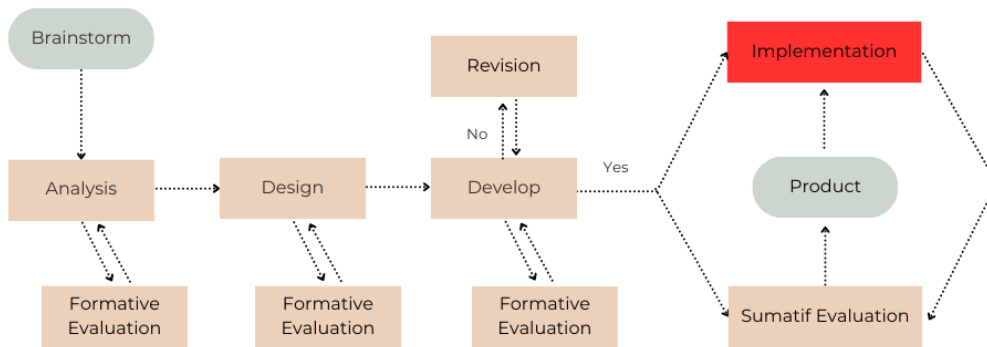 Brainstorm
Revision
Implementation
No
Analysis
Design
Develop
Yes
Product
Formative
Evaluation
Formative
Evaluation
Formative
Evaluation
Sumatif Evaluation